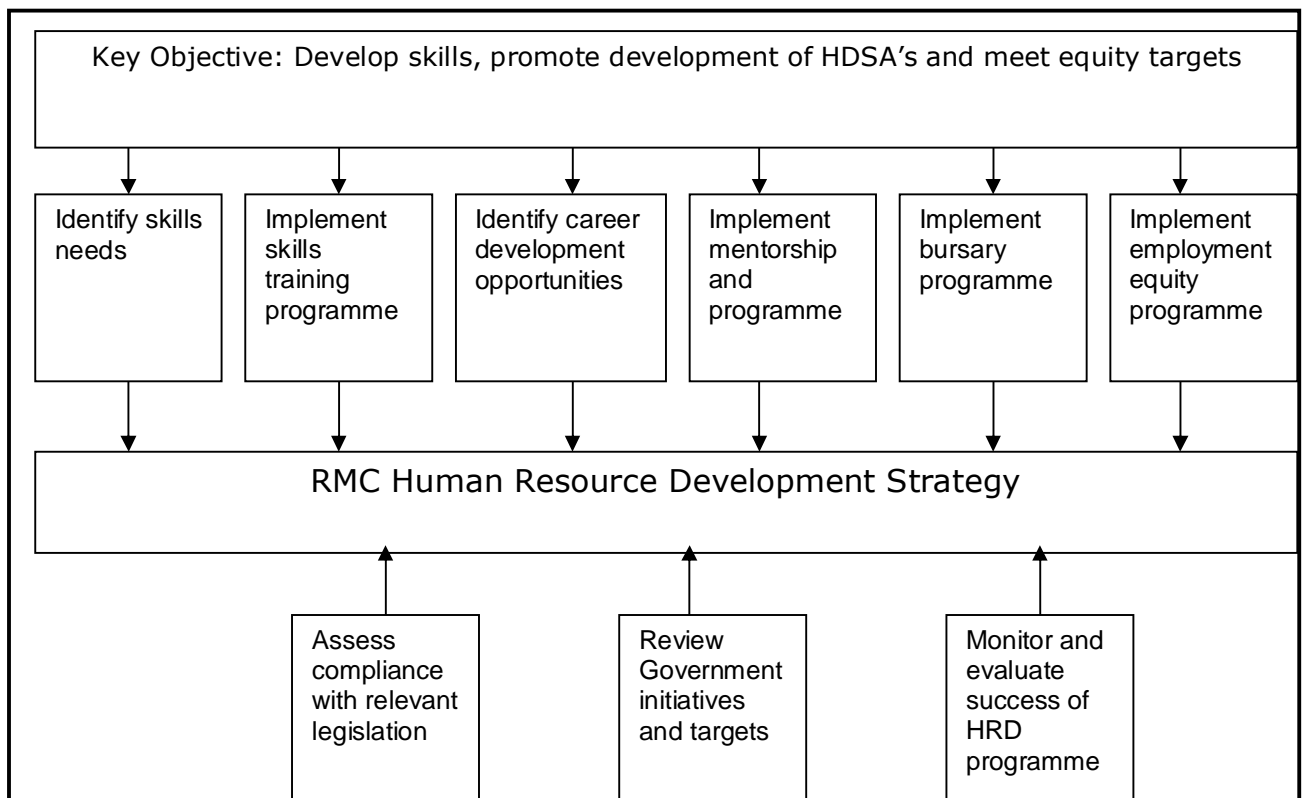 Key Objective: Develop skills, promote development of HDSA's and meet equity targets
Identify skills
needs
Implement
skills
training
programme
Identify career
development
opportunities
Implement
mentorship
and
programme
Implement
bursary
programme
Implement
employment
equity
programme
RMC Human Resource Development Strategy
Assess
compliance
with relevant
legislation
Review
Government
initiatives
and targets
Monitor and
evaluate
success of
HRD
programme